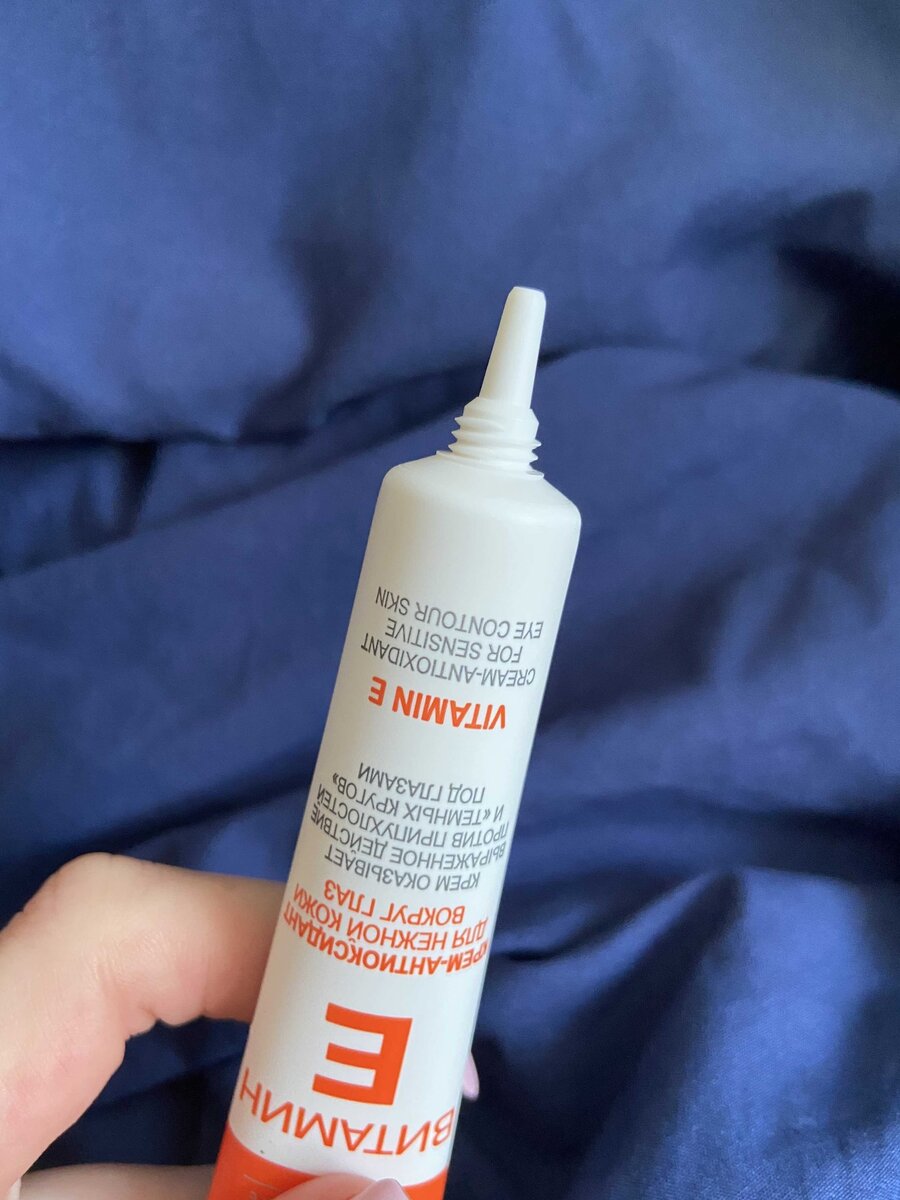 ВИТАМИН
Е
КРЕМ-АНТИОКСИДАНТ
ДЛЯ НЕЖНОЙ КОЖИ
ВОКРУГ ГЛАЗ
КРЕМ ОКАЗЫВАЕТ
ВЫРАЖЕННОЕ ДЕЙСТВИЕ
ПРОТИВ ПРИПУХЛОСТЕЙ
И «ТЕМНЫХ КРУГОВ»
ПОД ГЛАЗАМИ
VITAMIN E
CREAM-ANTIOXIDANT
FOR SENSITIVE
EYE CONTOUR SKIN